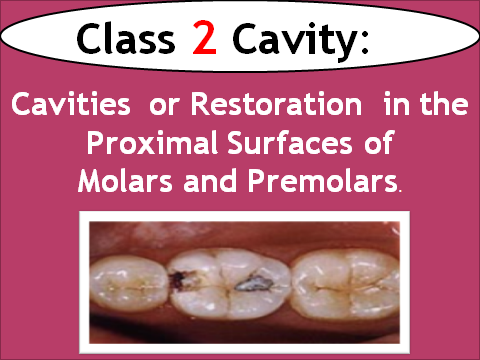 Class 2 Cavity:
Cavities or Restoration in the
Proximal Surfaces of
Molars and Premolars.